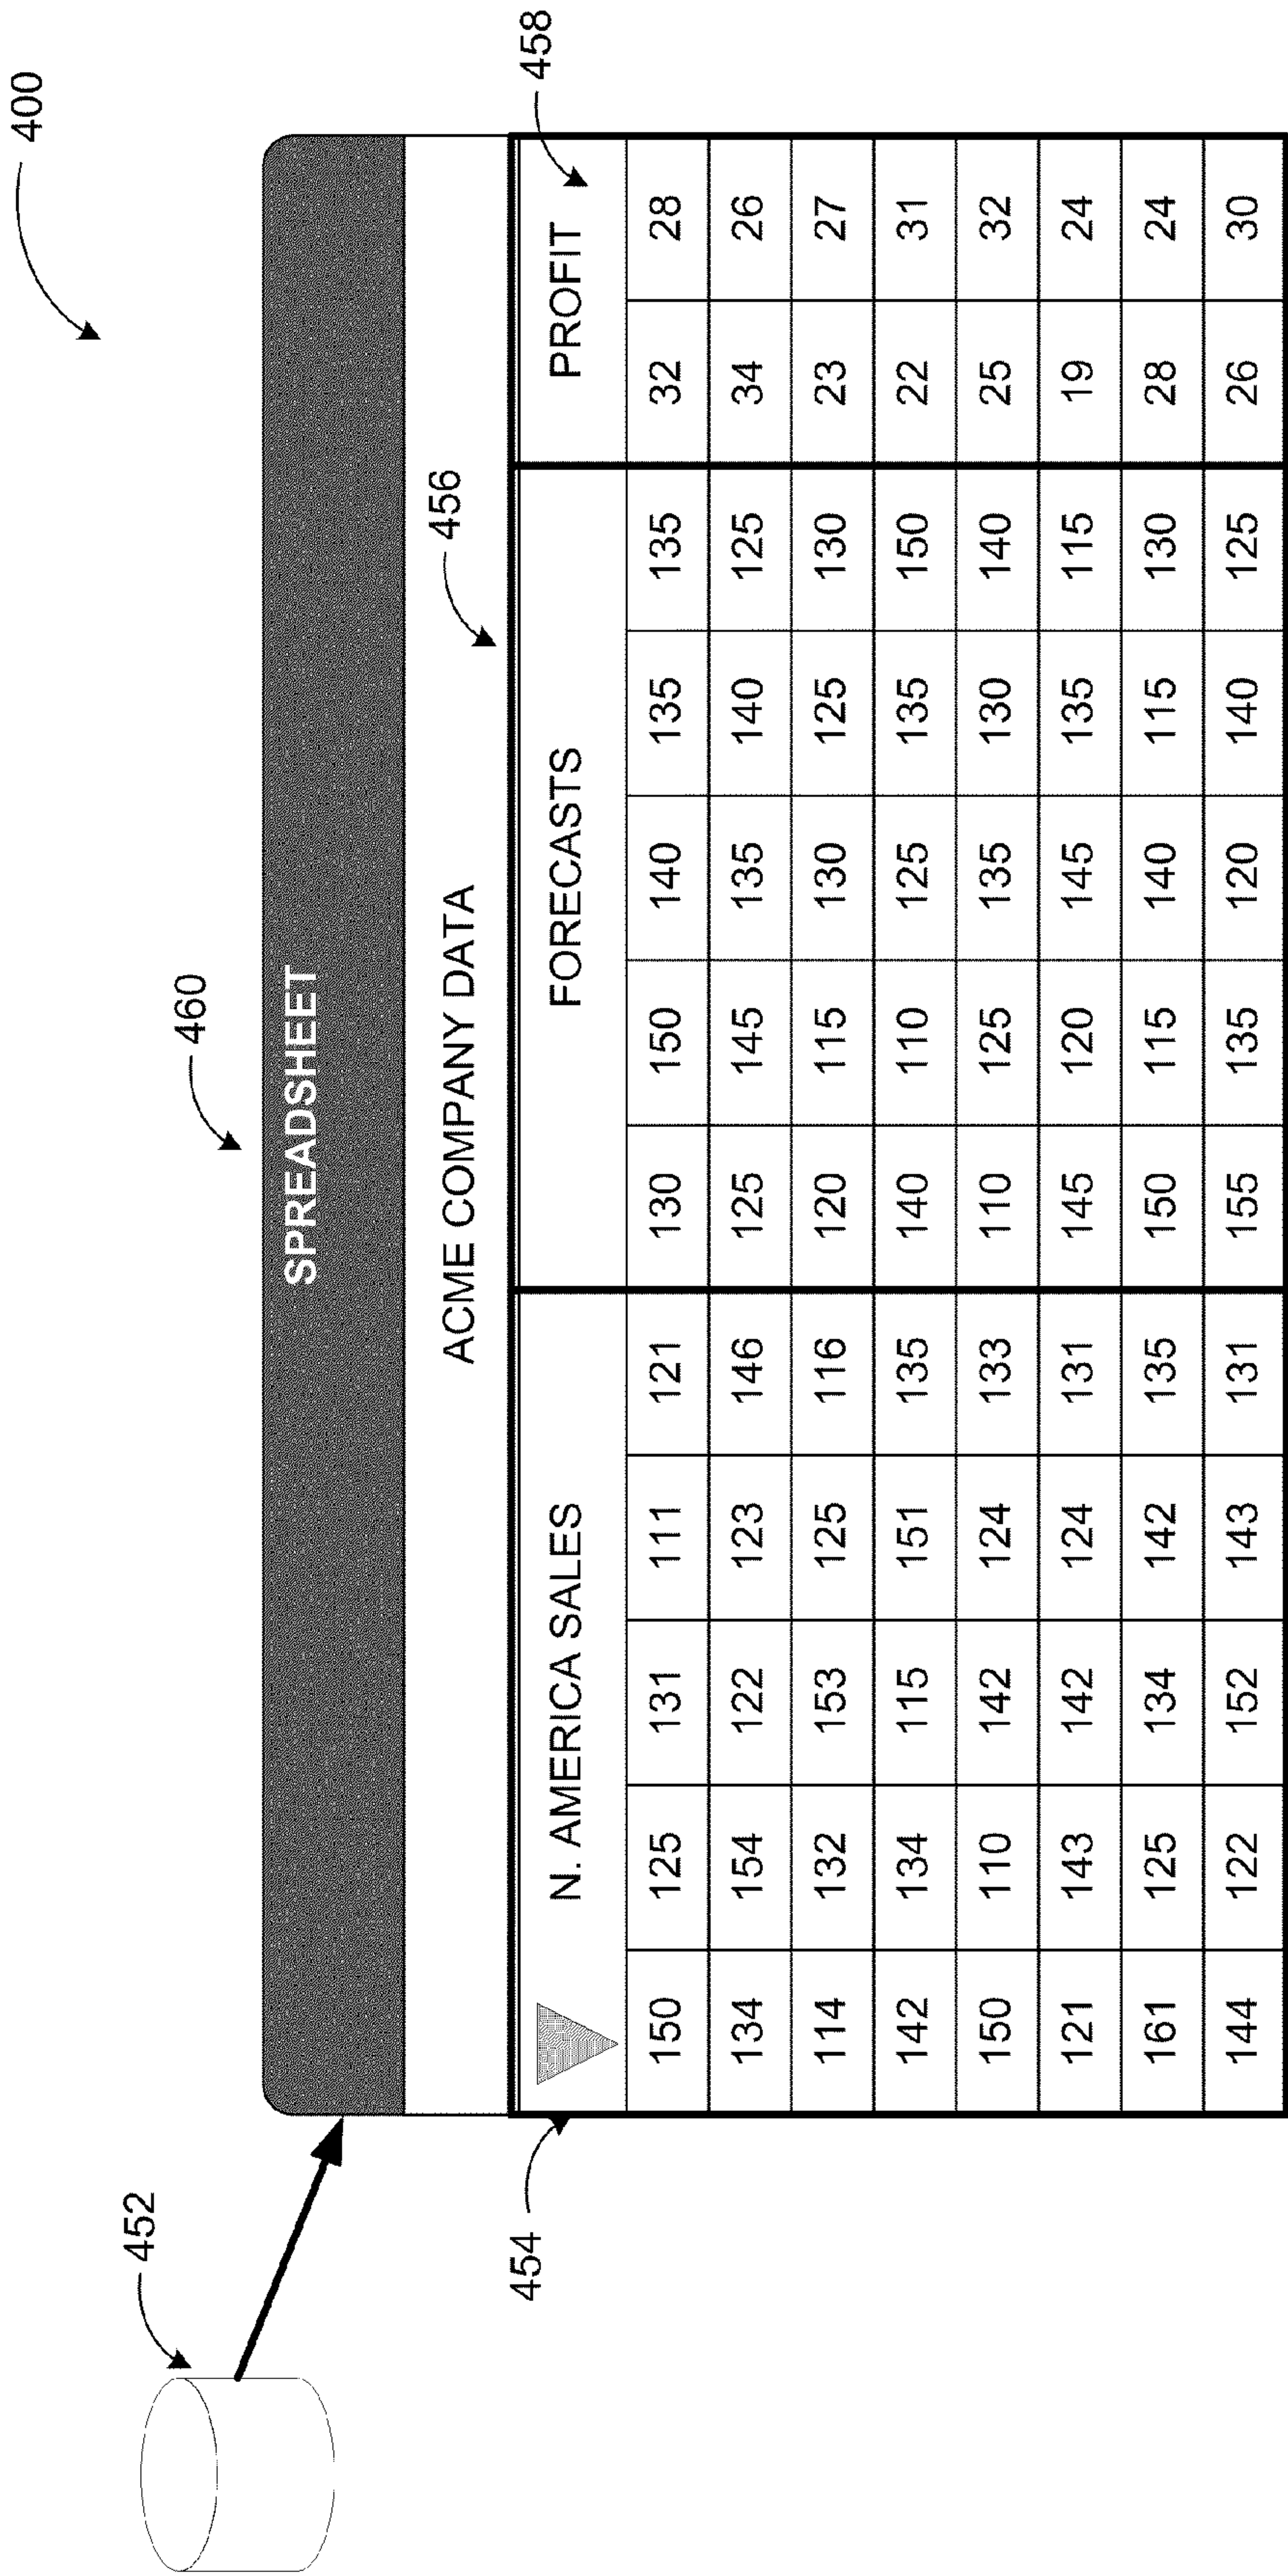 400
452
460
SPREADSHEET
ACME COMPANY DATA
454
456
458
N. AMERICA SALES FORECASTS PROFIT
150 125 131 111 121 130 150 140 135 135 32 28
134 154 122 123 146 125 145 135 140 125 34 26
114 132 153 125 116 120 115 130 125 130 23 27
142 134 115 151 135 140 110 125 135 150 22 31
150 110 142 124 133 110 125 135 130 140 25 32
121 143 142 124 131 145 120 145 135 115 19 24
161 125 134 142 135 150 115 140 115 130 28 24
144 122 152 143 131 155 135 120 140 125 26 30